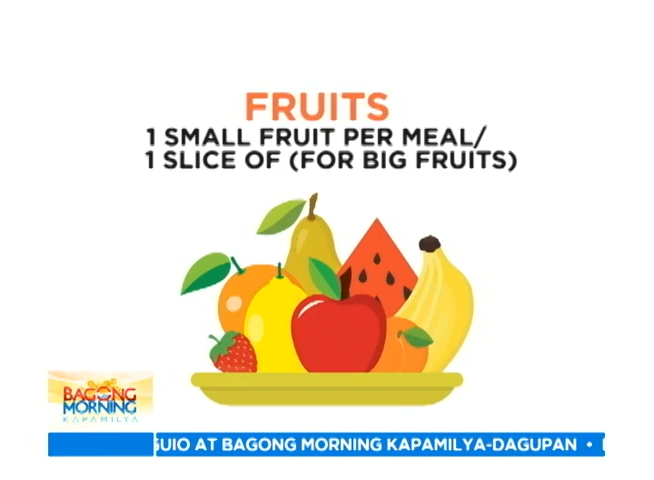 FRUITS
1 SMALL FRUIT PER MEAL/
1 SLICE OF (FOR BIG FRUITS)
BAGONG
MORNING
KAPAMILYA
GUIO AT BAGONG MORNING KAPAMILYA-DAGUPAN •